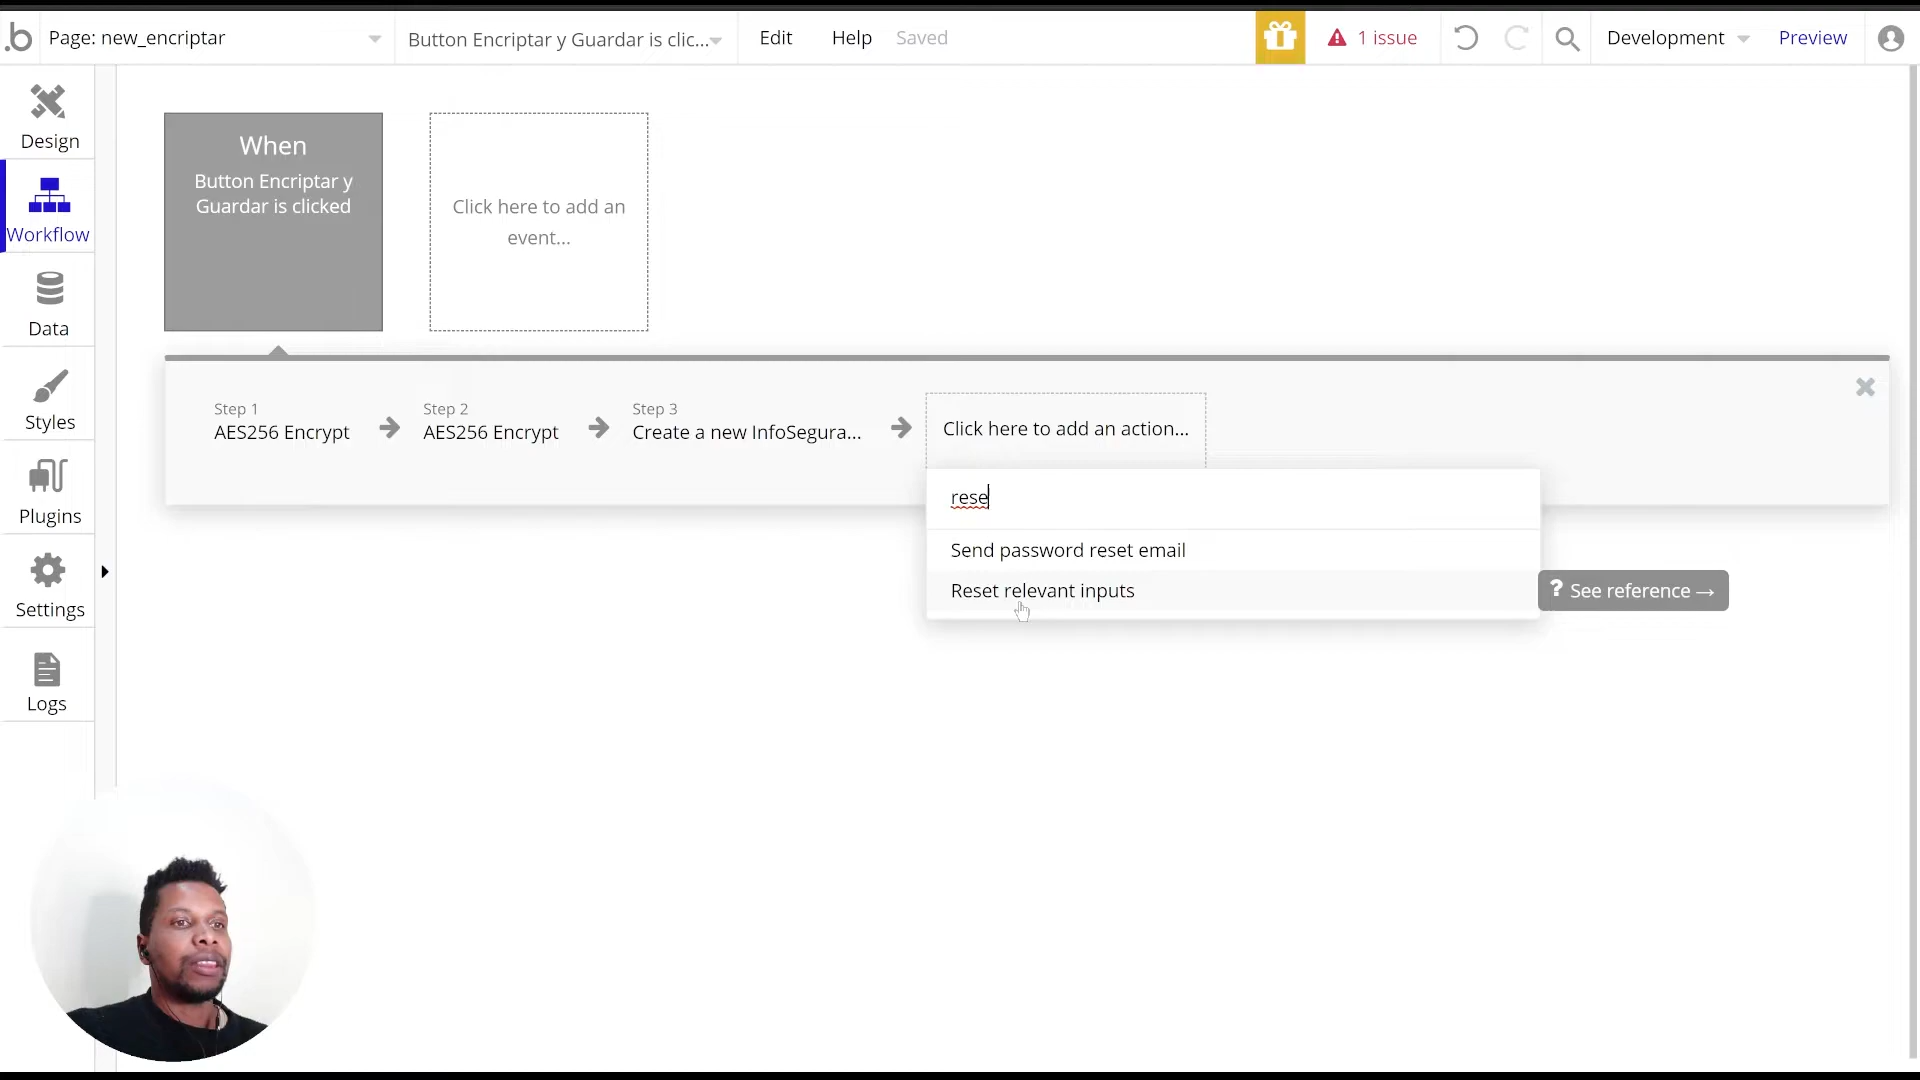 .b
Page: new_encriptar
Button Encriptar y Guardar is clic...
Edit
Help
Saved
1 issue
Development
Preview
Design
Workflow
Data
Styles
Plugins
Settings
Logs
When
Button Encriptar y
Guardar is clicked
Click here to add an
event...
Step 1
AES256 Encrypt
Step 2
AES256 Encrypt
Step 3
Create a new InfoSegura...
Click here to add an action...
rese
Send password reset email
Reset relevant inputs
? See reference →